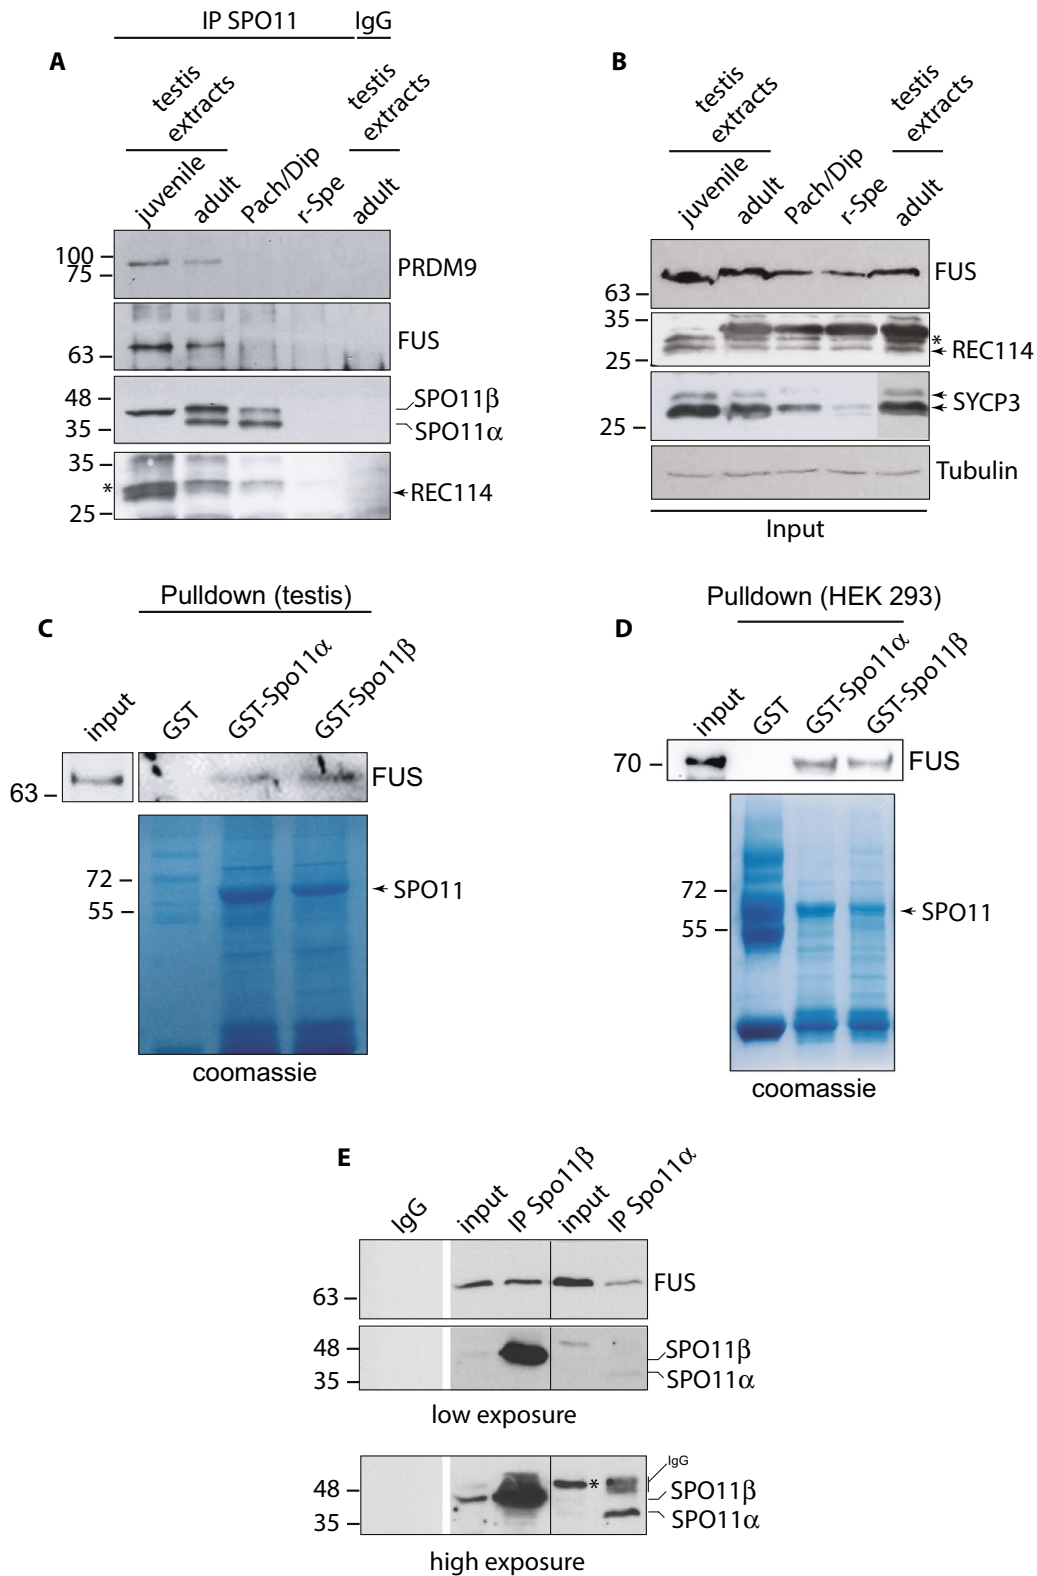 IP SPO11 IgG
A
testis extracts
testis extracts
juvenile
adult
Pach/Dip
r-Spe
adult
100
75
PRDM9
63
FUS
48
35
SPO11β
SPO11α
35
*
25
REC114
B
testis extracts
testis extracts
juvenile
adult
Pach/Dip
r-Spe
adult
63
FUS
35
25
*
REC114
25
SYCP3
Tubulin
Input
C
Pulldown (testis)
input
GST
GST-Spo11α
GST-Spo11β
63
FUS
72
55
SPO11
coomassie
D
Pulldown (HEK 293)
input
GST
GST-Spo11α
GST-Spo11β
70
FUS
72
55
SPO11
coomassie
E
IgG
input
IP Spo11β
input
IP Spo11α
63
FUS
48
35
SPO11β
SPO11α
low exposure
48
35
*
IgG
SPO11β
SPO11α
high exposure